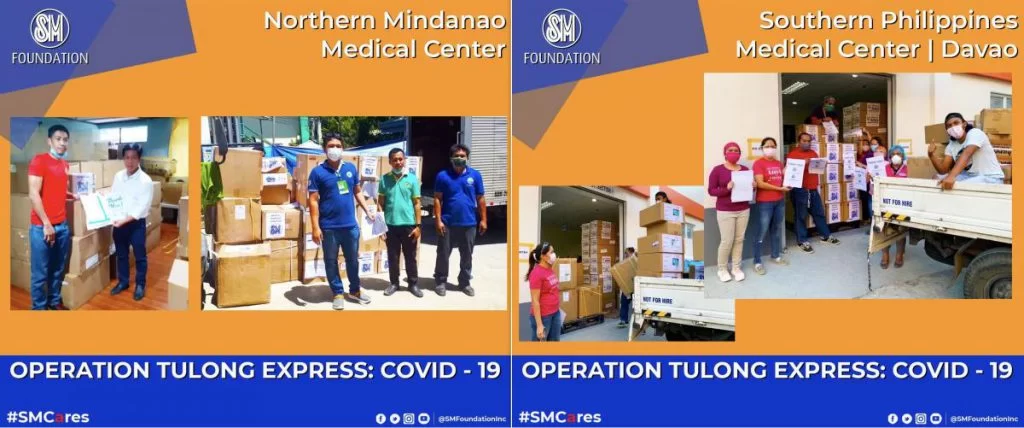 SM
FOUNDATION
Northern Mindanao
Medical Center
OPERATION TULONG EXPRESS: COVID - 19
#SMCares
@SMFoundationInc
SM
FOUNDATION
Southern Philippines
Medical Center | Davao
NOT FOR HIRE
NOT FOR HIRE
OPERATION TULONG EXPRESS: COVID - 19
#SMCares
@SMFoundationInc